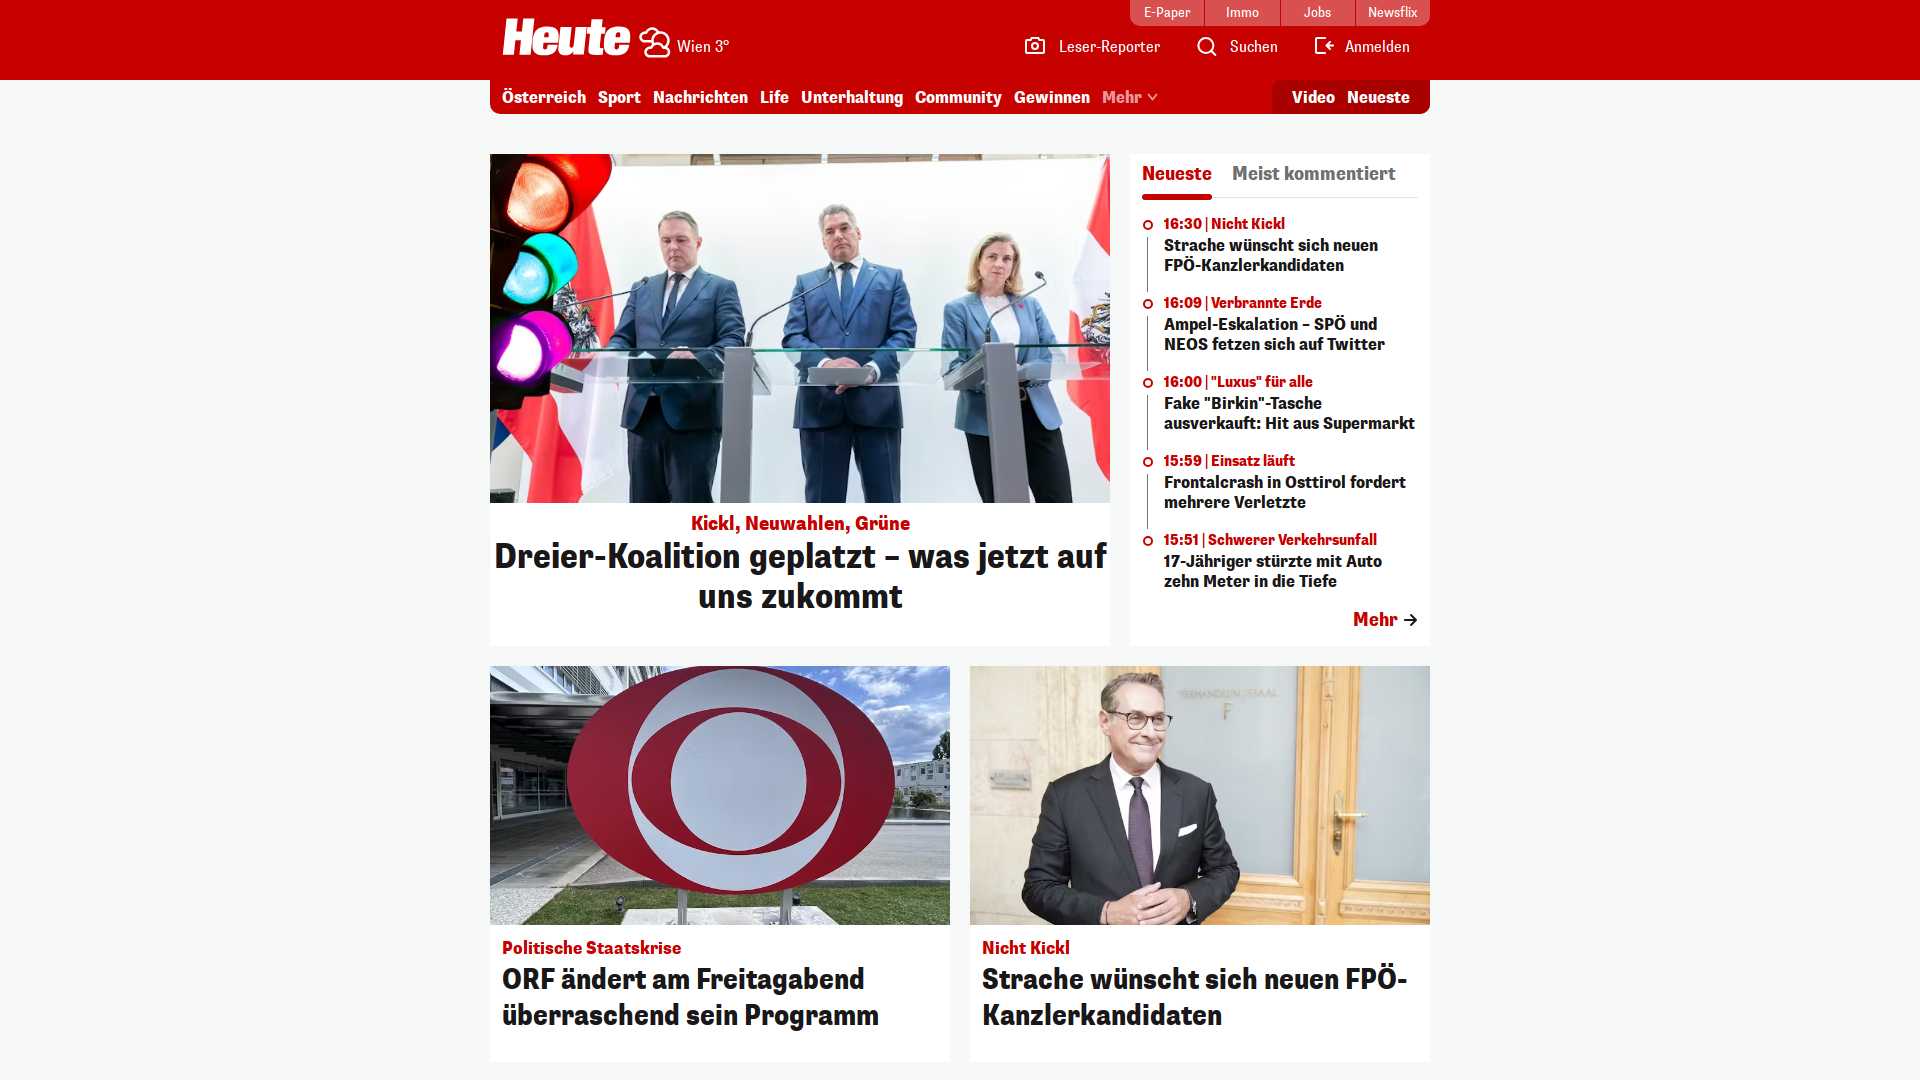 E-Paper
Immo
Jobs
Newsflix
Heute
Wien 3°
Leser-Reporter
Suchen
Anmelden
Österreich
Sport
Nachrichten
Life
Unterhaltung
Community
Gewinnen
Mehr
Video
Neueste
Kickl, Neuwahlen, Grüne
Dreier-Koalition geplatzt – was jetzt auf
uns zukommt
Neueste
Meist kommentiert
16:30 | Nicht Kickl
Strache wünscht sich neuen
FPÖ-Kanzlerkandidaten
16:09 | Verbrannte Erde
Ampel-Eskalation – SPÖ und
NEOS fetzen sich auf Twitter
16:00 | "Luxus" für alle
Fake "Birkin"-Tasche
ausverkauft: Hit aus Supermarkt
15:59 | Einsatz läuft
Frontalcrash in Osttirol fordert
mehrere Verletzte
15:51 | Schwerer Verkehrsunfall
17-Jähriger stürzte mit Auto
zehn Meter in die Tiefe
Mehr
Politische Staatskrise
ORF ändert am Freitagabend
überraschend sein Programm
F
Nicht Kickl
Strache wünscht sich neuen FPÖ-
Kanzlerkandidaten